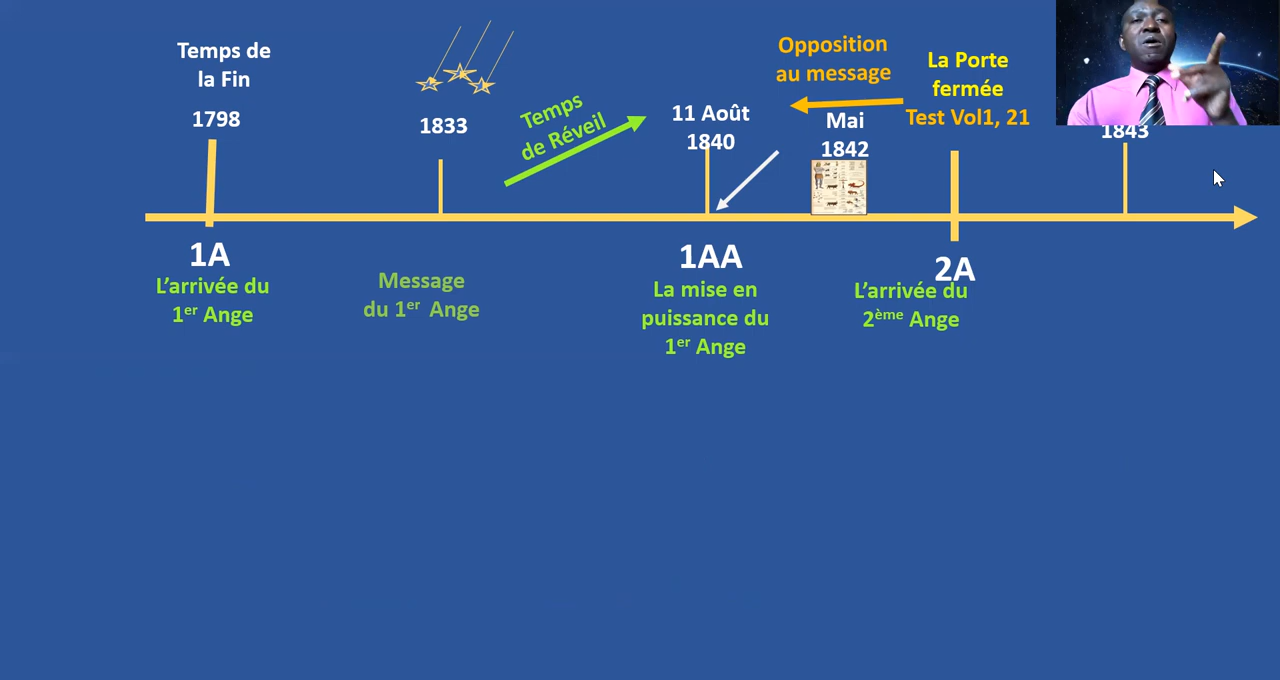 Temps de
la Fin
1798
1833
Temps
de Réveil
11 Août
1840
Opposition
au message
Mai
1842
La Porte
fermée
Test Vol1, 21
1843
1A
L’arrivée du
1er Ange
Message
du 1er Ange
1AA
La mise en
puissance du
1er Ange
2A
L’arrivée du
2ème Ange